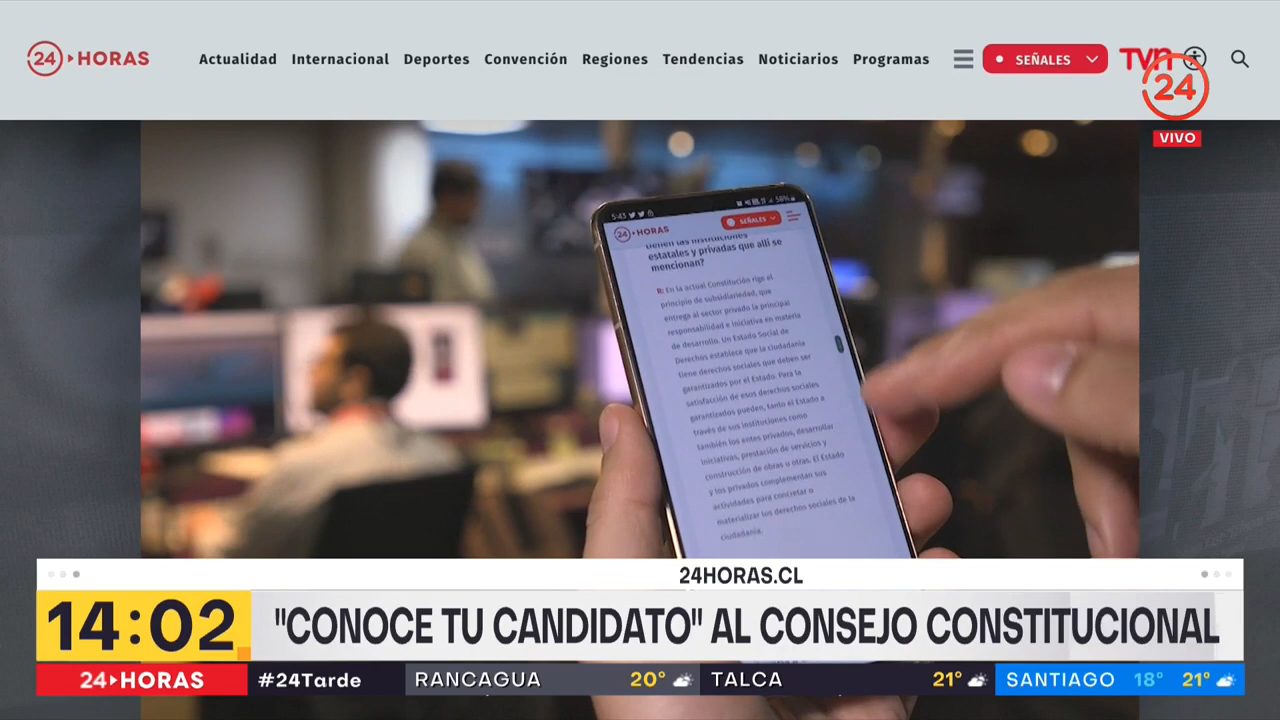 24 HORAS
Actualidad Internacional Deportes Convención Regiones Tendencias Noticiarios Programas
SEÑALES
TVN
24
VIVO
5:43
58%
24 HORAS
SEÑALES
tienen las instituciones
estatales y privadas que allí se
mencionan?
R: En la actual Constitución rige el
principio de subsidiariedad, que
entrega al sector privado la principal
responsabilidad e iniciativa en materia
de desarrollo. Un Estado Social de
Derechos establece que la ciudadanía
tiene derechos sociales que deben ser
garantizados por el Estado. Para la
satisfacción de esos derechos sociales
garantizados pueden, tanto el Estado a
través de sus instituciones como
también los entes privados, desarrollar
iniciativas, prestación de servicios y
construcción de obras u otras. El Estado
y los privados complementan sus
actividades para concretar o
materializar los derechos sociales de la
ciudadanía.
24HORAS.CL
14:02
"CONOCE TU CANDIDATO" AL CONSEJO CONSTITUCIONAL
24 HORAS
#24Tarde
RANCAGUA 20°
TALCA 21°
SANTIAGO 18° 21°